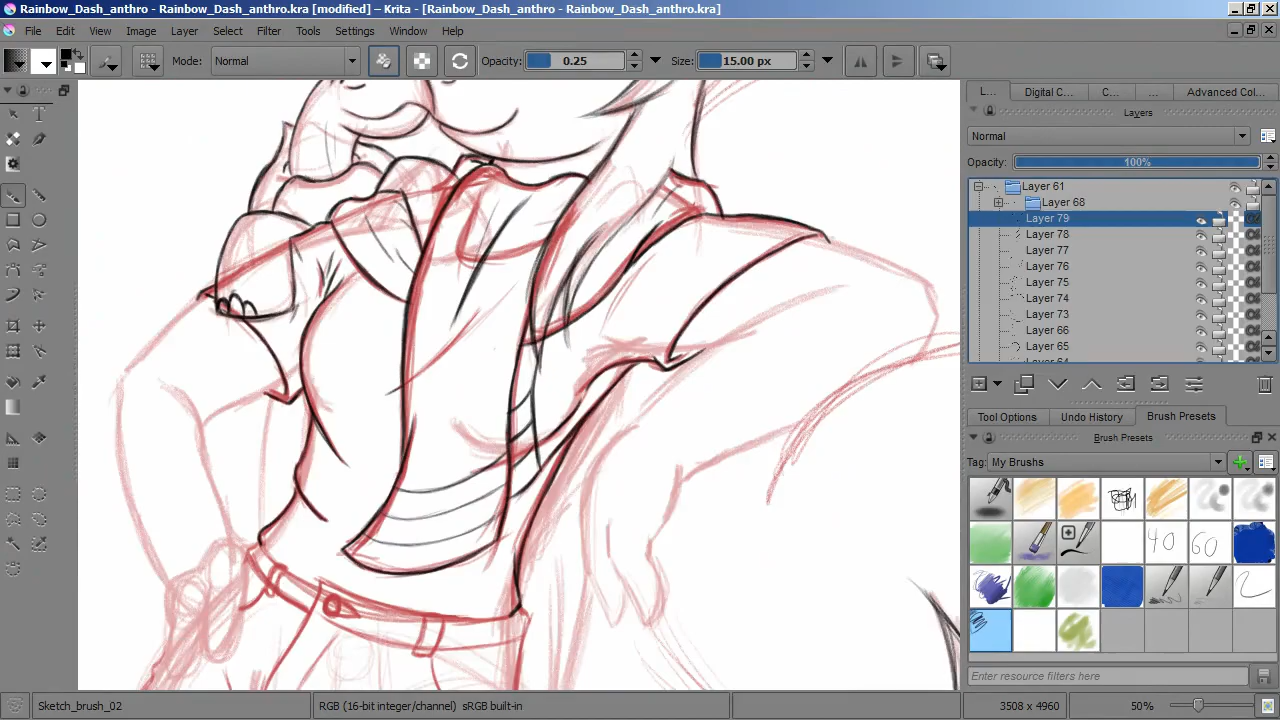 Rainbow_Dash_anthro - Rainbow_Dash_anthro.kra [modified] – Krita - [Rainbow_Dash_anthro - Rainbow_Dash_anthro.kra]
File Edit View Image Layer Select Filter Tools Settings Window Help
Mode: Normal Opacity: 0.25 Size: 15.00 px
L... Digital C... C... ... Advanced Col...
Layers
Normal
Opacity: 100%
Layer 61
Layer 68
Layer 79
Layer 78
Layer 77
Layer 76
Layer 75
Layer 74
Layer 73
Layer 66
Layer 65
Tool Options Undo History Brush Presets
Brush Presets
Tag: My Brushes
40 60
Enter resource filters here
Sketch_brush_02 RGB (16-bit integer/channel) sRGB built-in 3508 x 4960 50%